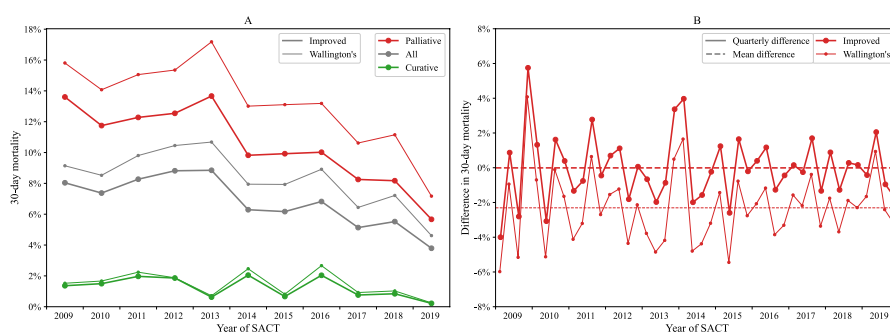 A
18%
16%
14%
12%
10%
8%
6%
4%
2%
0%
30-day mortality
Improved
Wallington's
Palliative
All
Curative
2009 2010 2011 2012 2013 2014 2015 2016 2017 2018 2019
Year of SACT
B
8%
6%
4%
2%
0%
-2%
-4%
-6%
-8%
Difference in 30-day mortality
Quarterly difference
Mean difference
Improved
Wallington's
2009 2010 2011 2012 2013 2014 2015 2016 2017 2018 2019
Year of SACT